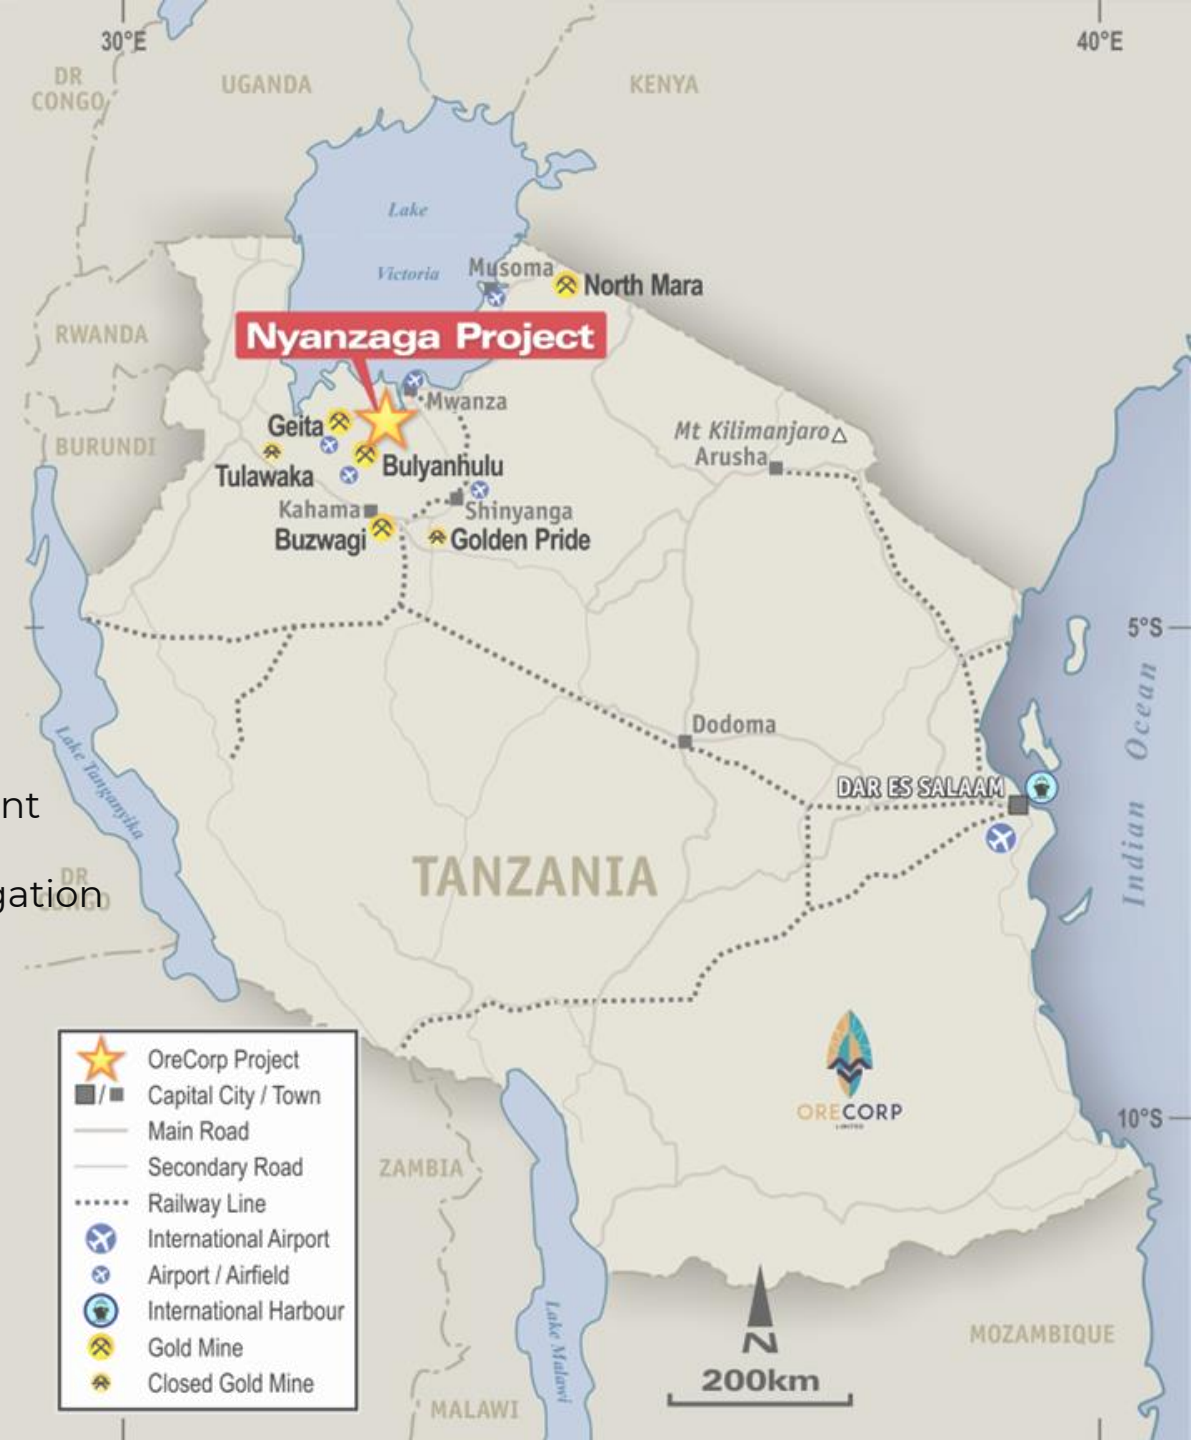 30°E
40°E
DR
CONGO
UGANDA
KENYA
Lake
Victoria
Musoma
North Mara
RWANDA
Nyanzaga Project
Mwanza
Geita
BURUNDI
Mt Kilimanjaro
Arusha
Tulawaka
Bulyanhulu
Kahama
Shinyanga
Buzwagi
Golden Pride
5°S
Indian Ocean
Dodoma
Lake Tanganyika
DAR ES SALAAM
nt
TANZANIA
DR
CONGO
gation
OreCorp Project
Capital City / Town
Main Road
Secondary Road
Railway Line
International Airport
Airport / Airfield
International Harbour
Gold Mine
Closed Gold Mine
ORECORP
LIMITED
10°S
ZAMBIA
Lake Malawi
MALAWI
MOZAMBIQUE
N
200km